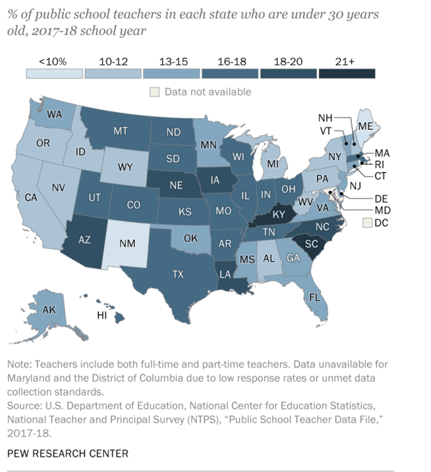 % of public school teachers in each state who are under 30 years
old, 2017-18 school year
<10% 10-12 13-15 16-18 18-20 21+
Data not available
WA
OR
CA
NV
ID
MT
WY
UT
CO
AZ
NM
ND
SD
NE
KS
OK
TX
MN
IA
MO
AR
LA
WI
IL
IN
MI
OH
KY
TN
MS
AL
GA
FL
SC
NC
VA
WV
PA
NY
ME
NH
VT
MA
RI
CT
NJ
DE
MD
DC
AK
HI
Note: Teachers include both full-time and part-time teachers. Data unavailable for
Maryland and the District of Columbia due to low response rates or unmet data
collection standards.
Source: U.S. Department of Education, National Center for Education Statistics,
National Teacher and Principal Survey (NTPS), “Public School Teacher Data File,”
2017-18.
PEW RESEARCH CENTER